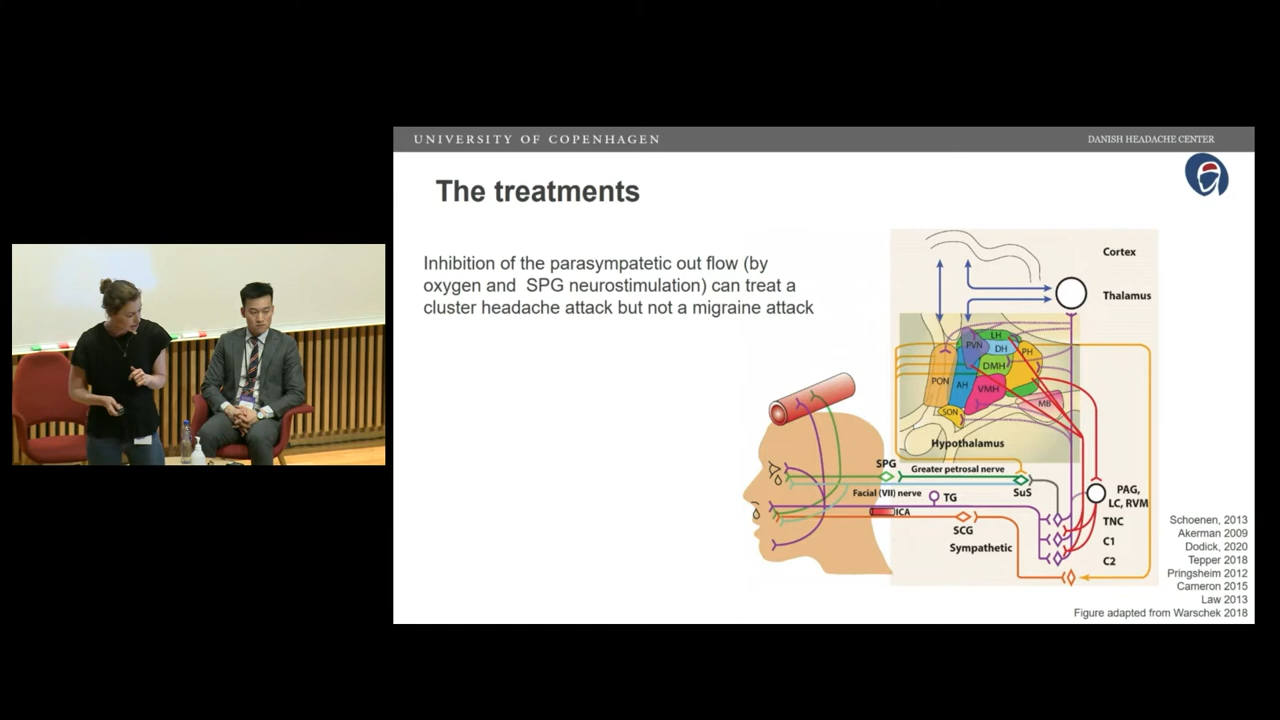 UNIVERSITY OF COPENHAGEN
DANISH HEADACHE CENTER
The treatments
Inhibition of the parasympatetic out flow (by
oxygen and SPG neurostimulation) can treat a
cluster headache attack but not a migraine attack
Cortex
Thalamus
LH
PVN
DH
PH
DMH
PON
AH
VMH
MB
SON
Hypothalamus
SPG
Greater petrosal nerve
SuS
Facial (VII) nerve
TG
PAG,
LC, RVM
ICA
TNC
SCG
C1
Sympathetic
C2
Schoenen, 2013
Akerman 2009
Dodick, 2020
Tepper 2018
Pringsheim 2012
Cameron 2015
Law 2013
Figure adapted from Warschek 2018